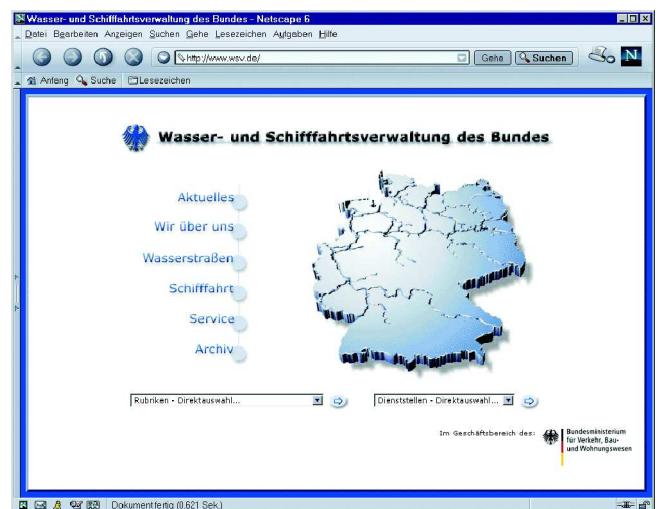 Wasser- und Schifffahrtsverwaltung des Bundes - Netscape 6
Datei Bearbeiten Anzeigen Suchen Gehe Lesezeichen Aufgaben Hilfe
http://www.wsv.de/ Gehe Suchen N
Anfang Suche Lesezeichen
Wasser- und Schifffahrtsverwaltung des Bundes
Aktuelles
Wir über uns
Wasserstraßen
Schifffahrt
Service
Archiv
Rubriken - Direktauswahl... Dienststellen - Direktauswahl...
Im Geschäftsbereich des: Bundesministerium
für Verkehr, Bau-
und Wohnungswesen
Dokument fertig (0.621 Sek.)